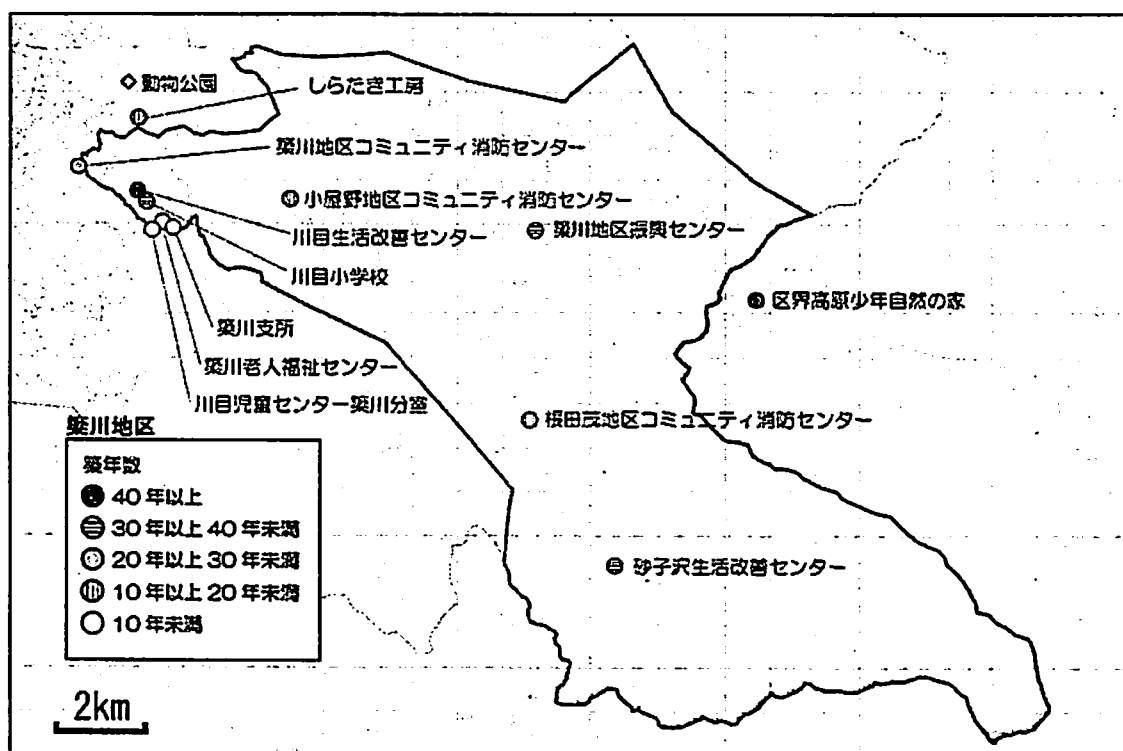 ◇動物公園
しらたき工房
簗川地区コミュニティ消防センター
小屋野地区コミュニティ消防センター
簗川地区振興センター
川目生活改善センター
川目小学校
区界高原少年自然の家
簗川支所
簗川老人福祉センター
川目児童センター簗川分室
根田茂地区コミュニティ消防センター
簗川地区
築年数
40年以上
30年以上40年未満
20年以上30年未満
10年以上20年未満
10年未満
砂子沢生活改善センター
2km